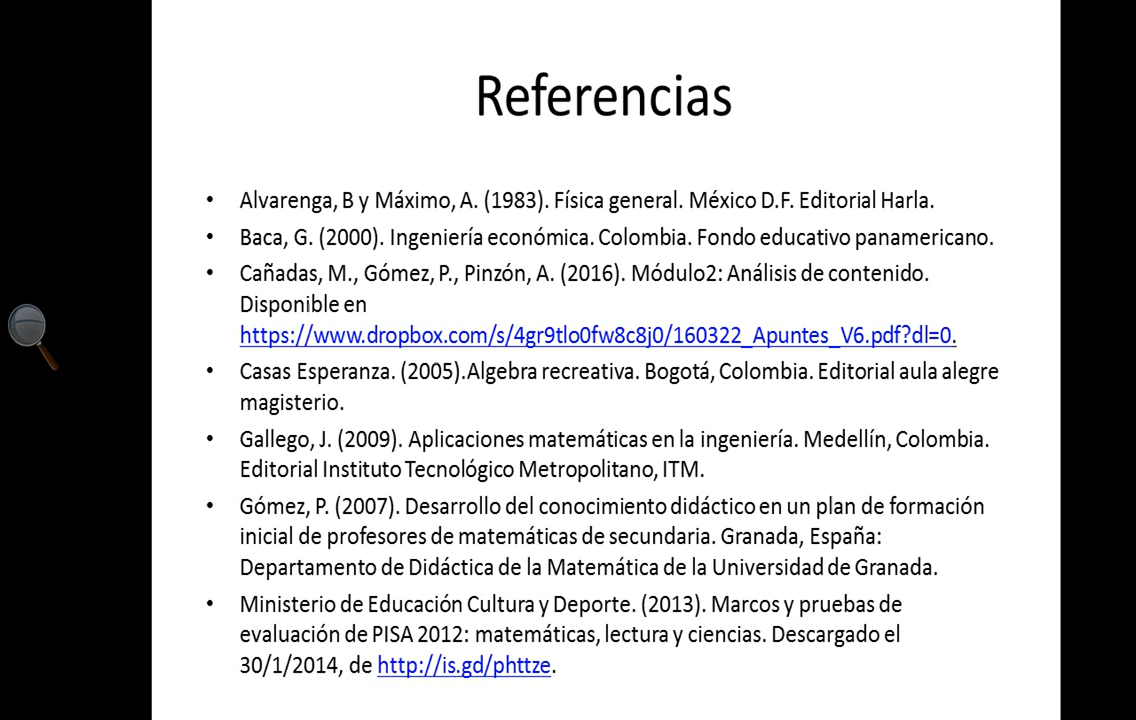 Referencias
• Alvarenga, B y Máximo, A. (1983). Física general. México D.F. Editorial Harla.
• Baca, G. (2000). Ingeniería económica. Colombia. Fondo educativo panamericano.
• Cañadas, M., Gómez, P., Pinzón, A. (2016). Módulo2: Análisis de contenido.
Disponible en
https://www.dropbox.com/s/4gr9tlo0fw8c8j0/160322_Apuntes_V6.pdf?dl=0.
• Casas Esperanza. (2005).Algebra recreativa. Bogotá, Colombia. Editorial aula alegre
magisterio.
• Gallego, J. (2009). Aplicaciones matemáticas en la ingeniería. Medellín, Colombia.
Editorial Instituto Tecnológico Metropolitano, ITM.
• Gómez, P. (2007). Desarrollo del conocimiento didáctico en un plan de formación
inicial de profesores de matemáticas de secundaria. Granada, España:
Departamento de Didáctica de la Matemática de la Universidad de Granada.
• Ministerio de Educación Cultura y Deporte. (2013). Marcos y pruebas de
evaluación de PISA 2012: matemáticas, lectura y ciencias. Descargado el
30/1/2014, de http://is.gd/phttze.